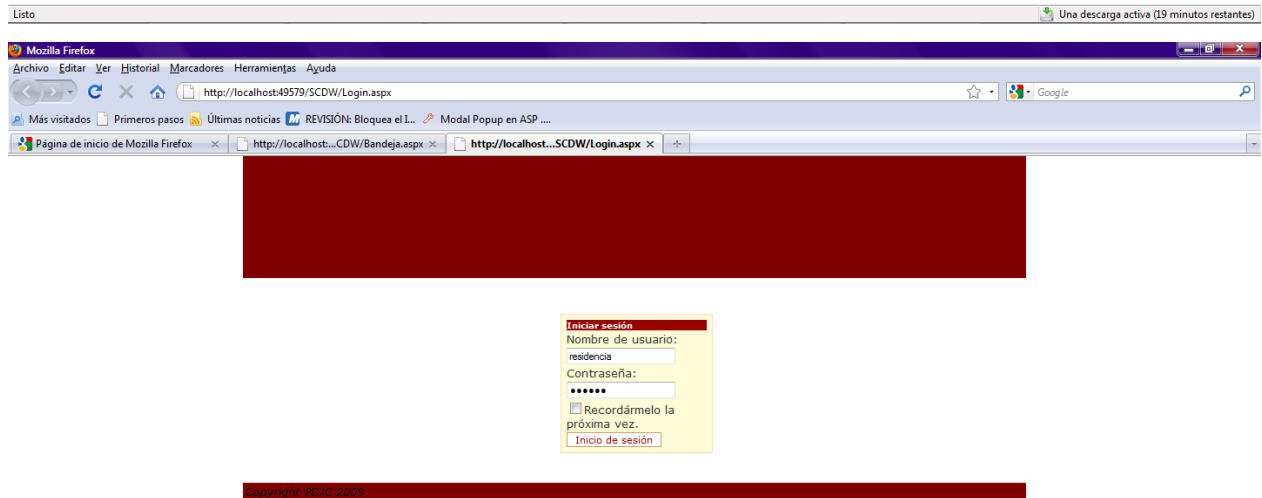 Listo
Una descarga activa (19 minutos restantes)
Mozilla Firefox
Archivo Editar Ver Historial Marcadores Herramientas Ayuda
http://localhost:49579/SCDW/Login.aspx
Google
Más visitados Primeros pasos Últimas noticias M REVISIÓN: Bloquea el I... Modal Popup en ASP ....
Página de inicio de Mozilla Firefox http://localhost:...CDW/Bandeja.aspx http://localhost...SCDW/Login.aspx
Iniciar sesión
Nombre de usuario:
residencia
Contraseña:
••••••
Recordármelo la
próxima vez.
Inicio de sesión
Copyright PGJC 2009